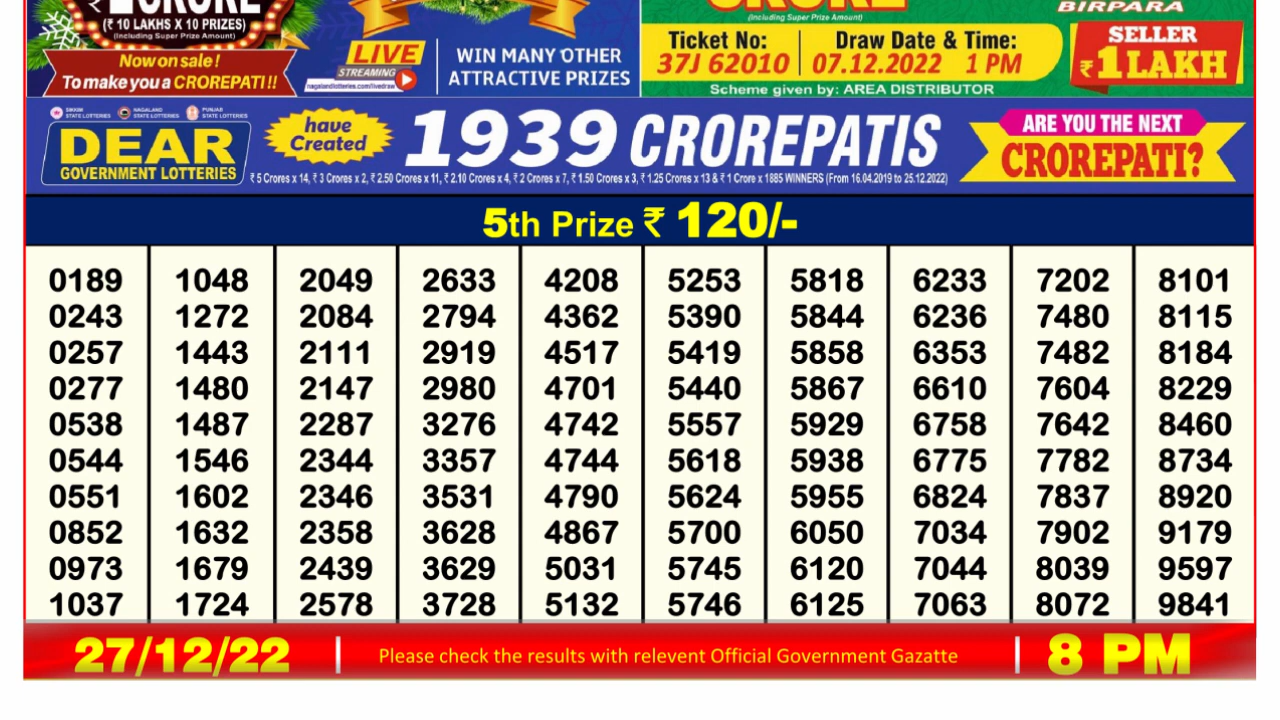 ₹ 1 CRORE
(₹ 10 LAKHS X 10 PRIZES)
(Including Super Prize Amount)
Now on sale!
To make you a CROREPATI!!
LIVE
STREAMING
nagalandlotteries.com/livedraw
WIN MANY OTHER
ATTRACTIVE PRIZES
CRORE
(Including Super Prize Amount)
Ticket No:
37J 62010
Draw Date & Time:
07.12.2022 1 PM
Scheme given by: AREA DISTRIBUTOR
BIRPARA
SELLER
₹1LAKH
SIKKIM STATE LOTTERIES NAGALAND STATE LOTTERIES PUNJAB STATE LOTTERIES
DEAR
GOVERNMENT LOTTERIES
have
Created
1939 CROREPATIS
₹ 5 Crores x 14, ₹ 3 Crores x 2, ₹ 2.50 Crores x 11, ₹ 2.10 Crores x 4, ₹ 2 Crores x 7, ₹ 1.50 Crores x 3, ₹ 1.25 Crores x 13 & ₹ 1 Crore x 1885 WINNERS (From 16.04.2019 to 25.12.2022)
ARE YOU THE NEXT
CROREPATI?
5th Prize ₹ 120/-
0189 1048 2049 2633 4208 5253 5818 6233 7202 8101
0243 1272 2084 2794 4362 5390 5844 6236 7480 8115
0257 1443 2111 2919 4517 5419 5858 6353 7482 8184
0277 1480 2147 2980 4701 5440 5867 6610 7604 8229
0538 1487 2287 3276 4742 5557 5929 6758 7642 8460
0544 1546 2344 3357 4744 5618 5938 6775 7782 8734
0551 1602 2346 3531 4790 5624 5955 6824 7837 8920
0852 1632 2358 3628 4867 5700 6050 7034 7902 9179
0973 1679 2439 3629 5031 5745 6120 7044 8039 9597
1037 1724 2578 3728 5132 5746 6125 7063 8072 9841
27/12/22 | Please check the results with relevent Official Government Gazatte | 8 PM